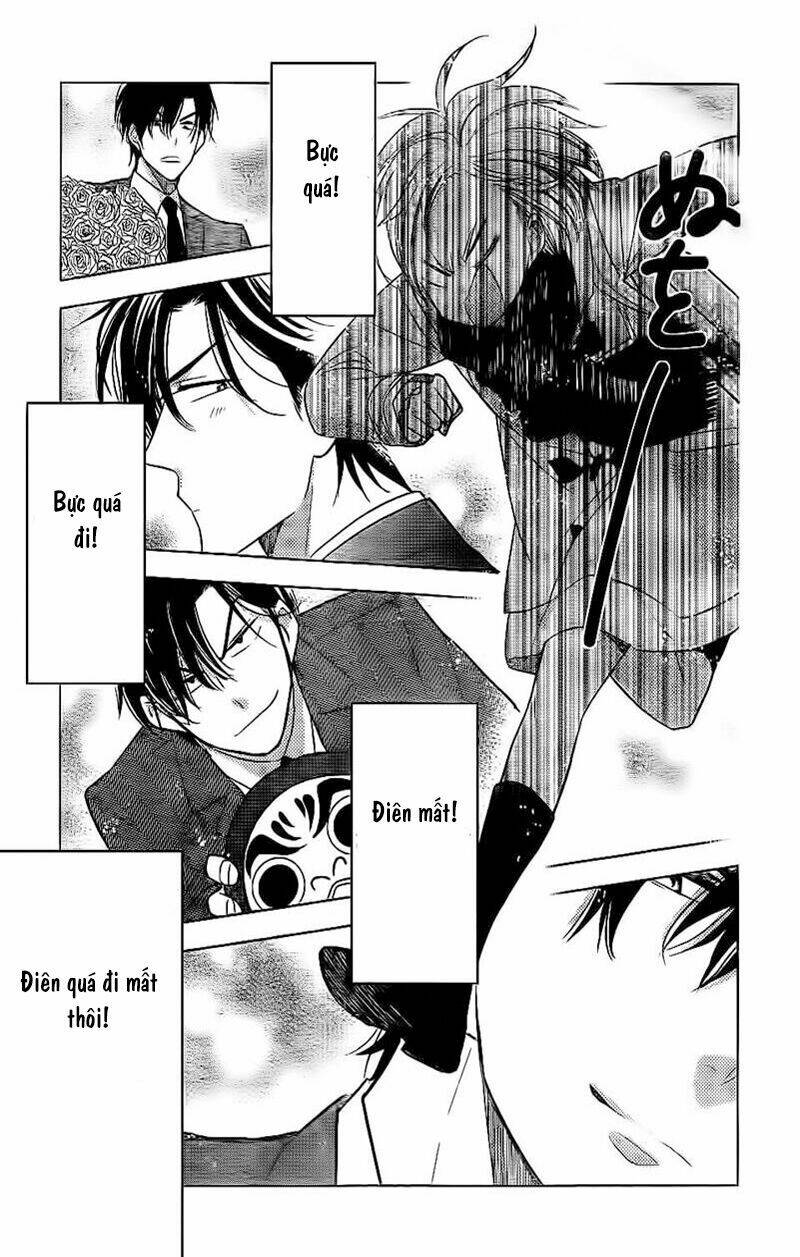 Bực
quá!
ぬを｜
Bực quá
đi!
Điên mất!
Điên quá đi mất
thôi!